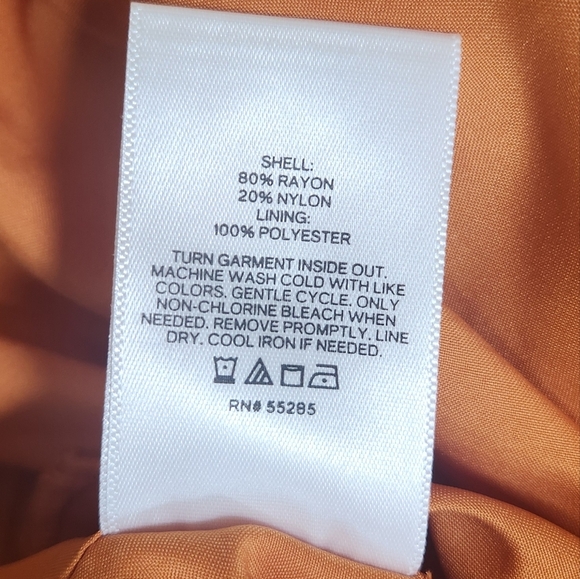 SHELL:
80% RAYON
20% NYLON
LINING:
100% POLYESTER
TURN GARMENT INSIDE OUT.
MACHINE WASH COLD WITH LIKE
COLORS. GENTLE CYCLE. ONLY
NON-CHLORINE BLEACH WHEN
NEEDED. REMOVE PROMPTLY. LINE
DRY. COOL IRON IF NEEDED.
RN# 55285